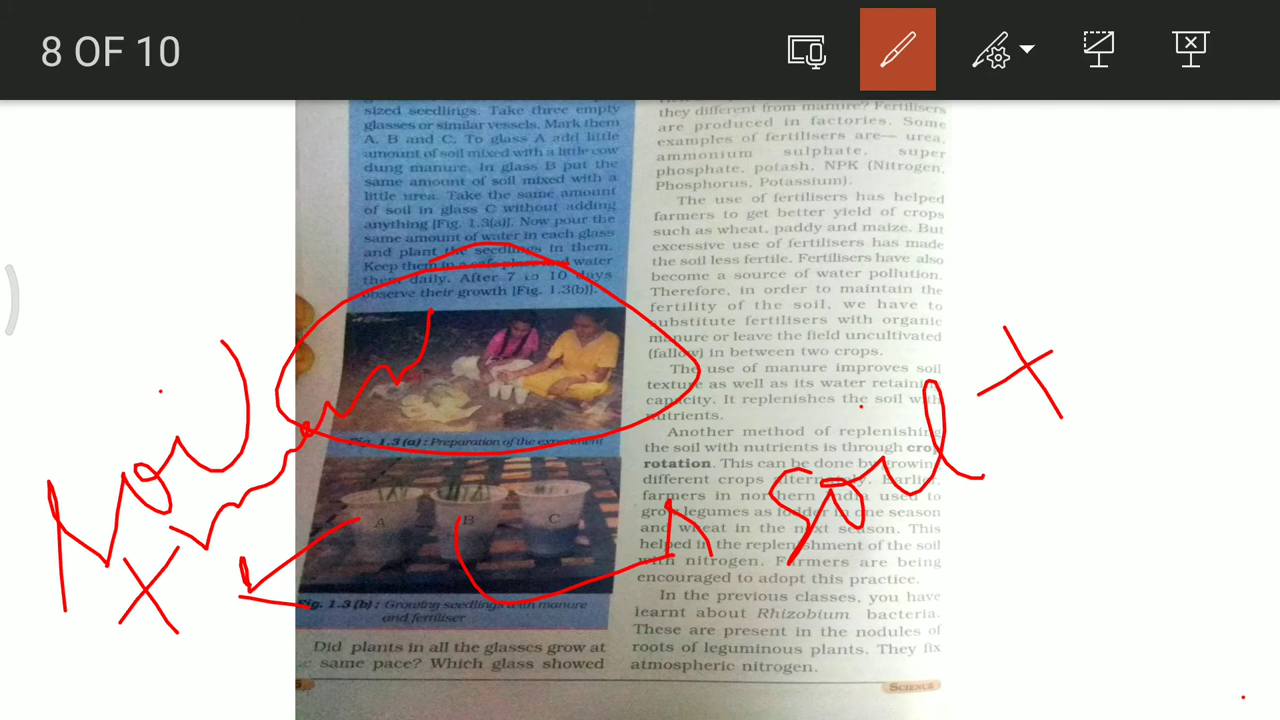 8 OF 10
sized seedlings. Take three empty
glasses or similar vessels. Mark them
A, B and C. To glass A add little
amount of soil mixed with a little cow
dung manure. In glass B put the
same amount of soil mixed with a
little urea. Take the same amount
of soil in glass C without adding
anything [Fig. 1.3(a)]. Now pour the
same amount of water in each glass
and plant the seedlings in them.
Keep them in a safe place and water
them daily. After 7 to 10 days
observe their growth [Fig. 1.3(b)].
Fig. 1.3 (a) : Preparation of the experiment
A
B
C
Fig. 1.3 (b) : Growing seedlings with manure
and fertiliser
Did plants in all the glasses grow at
same pace? Which glass showed
they different from manure? Fertilisers
are produced in factories. Some
examples of fertilisers are— urea,
ammonium sulphate, super
phosphate, potash, NPK (Nitrogen,
Phosphorus, Potassium).
The use of fertilisers has helped
farmers to get better yield of crops
such as wheat, paddy and maize. But
excessive use of fertilisers has made
the soil less fertile. Fertilisers have also
become a source of water pollution.
Therefore, in order to maintain the
fertility of the soil, we have to
substitute fertilisers with organic
manure or leave the field uncultivated
(fallow) in between two crops.
The use of manure improves soil
texture as well as its water retaining
capacity. It replenishes the soil with
nutrients.
Another method of replenishing
the soil with nutrients is through crop
rotation. This can be done by growing
different crops alternately. Earlier,
farmers in northern India used to
grow legumes as fodder in one season
and wheat in the next season. This
helped in the replenishment of the soil
with nitrogen. Farmers are being
encouraged to adopt this practice.
In the previous classes, you have
learnt about Rhizobium bacteria.
These are present in the nodules of
roots of leguminous plants. They fix
atmospheric nitrogen.
SCIENCE
soil +
Soil +